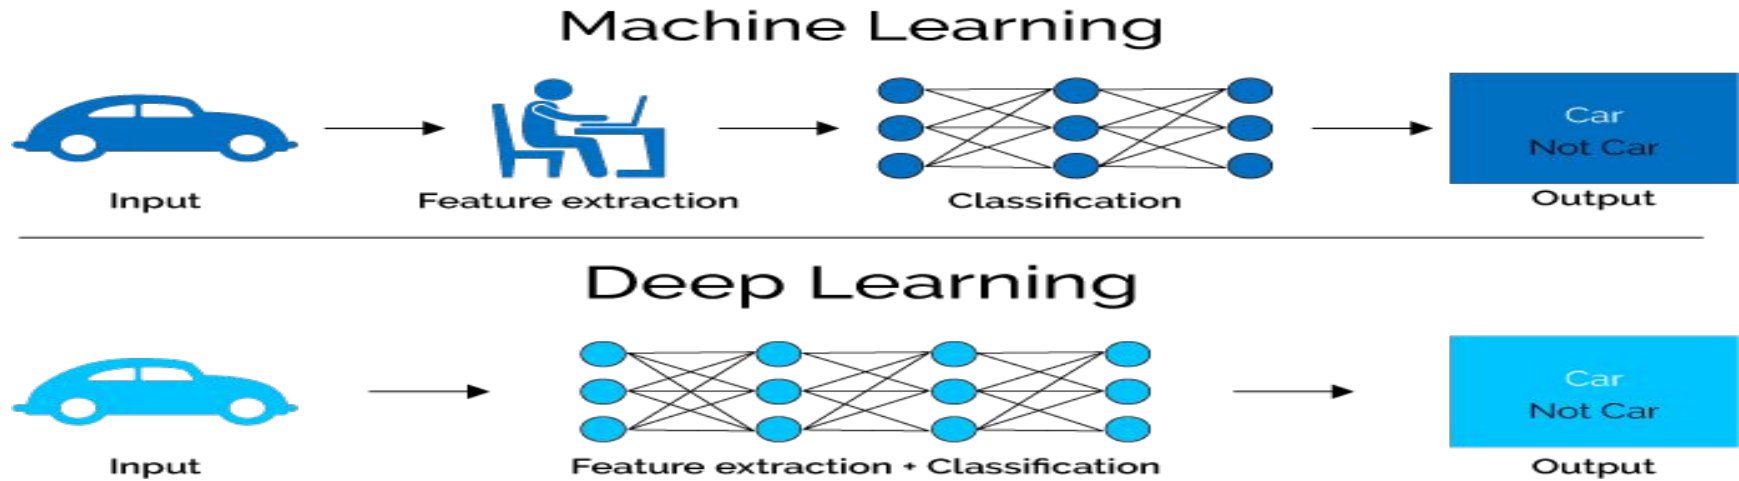 Machine Learning
Car
Not Car
Input
Feature extraction
Classification
Output
Deep Learning
Car
Not Car
Input
Feature extraction + Classification
Output